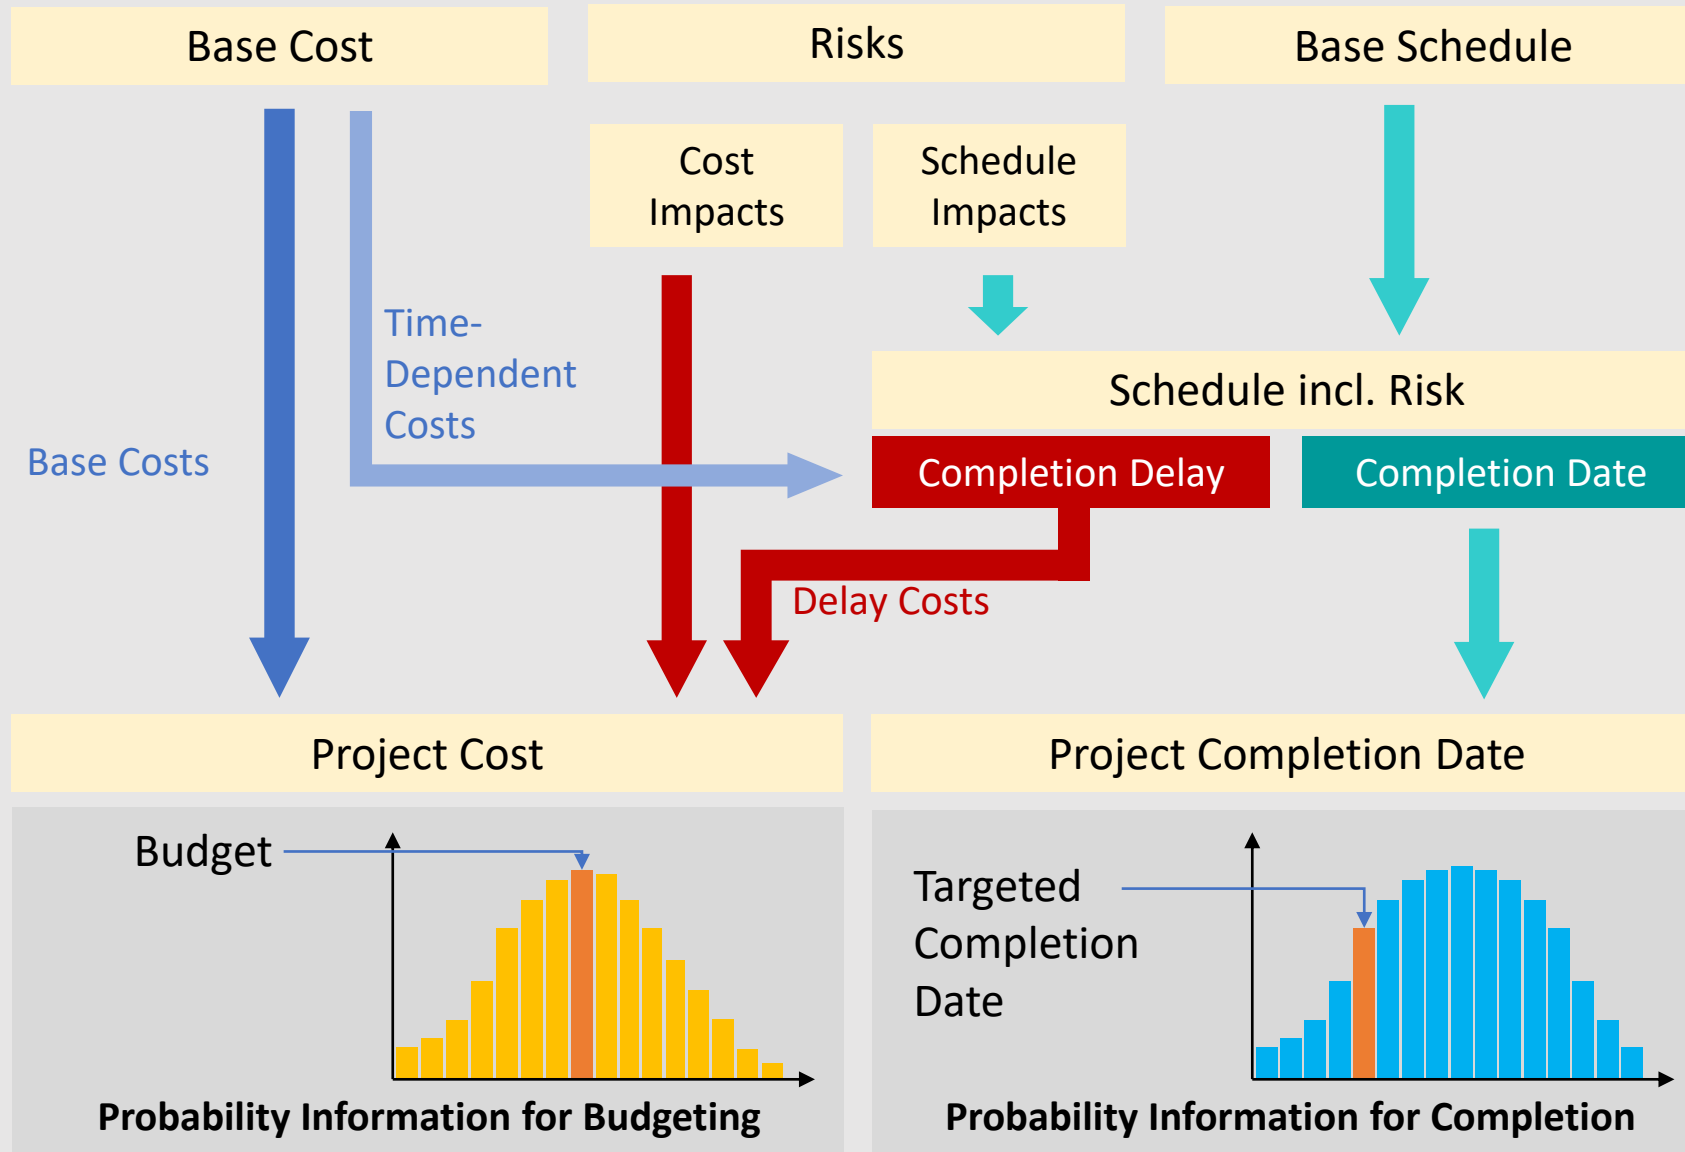 Base Cost
Risks
Base Schedule
Cost
Impacts
Schedule
Impacts
Time-
Dependent
Costs
Base Costs
Schedule incl. Risk
Completion Delay
Completion Date
Delay Costs
Project Cost
Project Completion Date
Budget
Targeted
Completion
Date
Probability Information for Budgeting
Probability Information for Completion